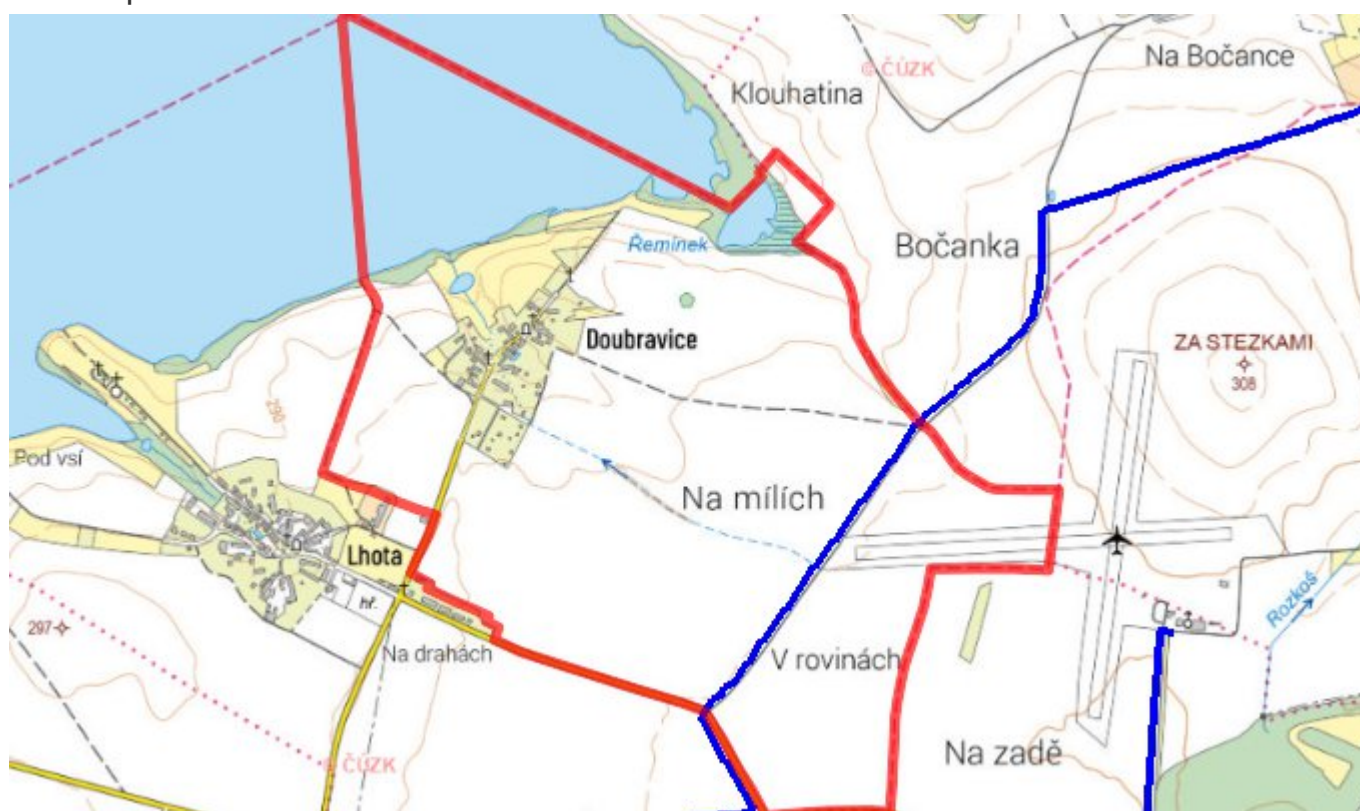 Na Bočance
© ČÚZK
Klouhatina
Bočanka
Řemínek
Doubravice
ZA STEZKAMI
308
290
Pod vsí
Na mílích
Lhota
hř.
Rozkoš
297
Na drahách
V rovinách
Na zadě
© ČÚZK